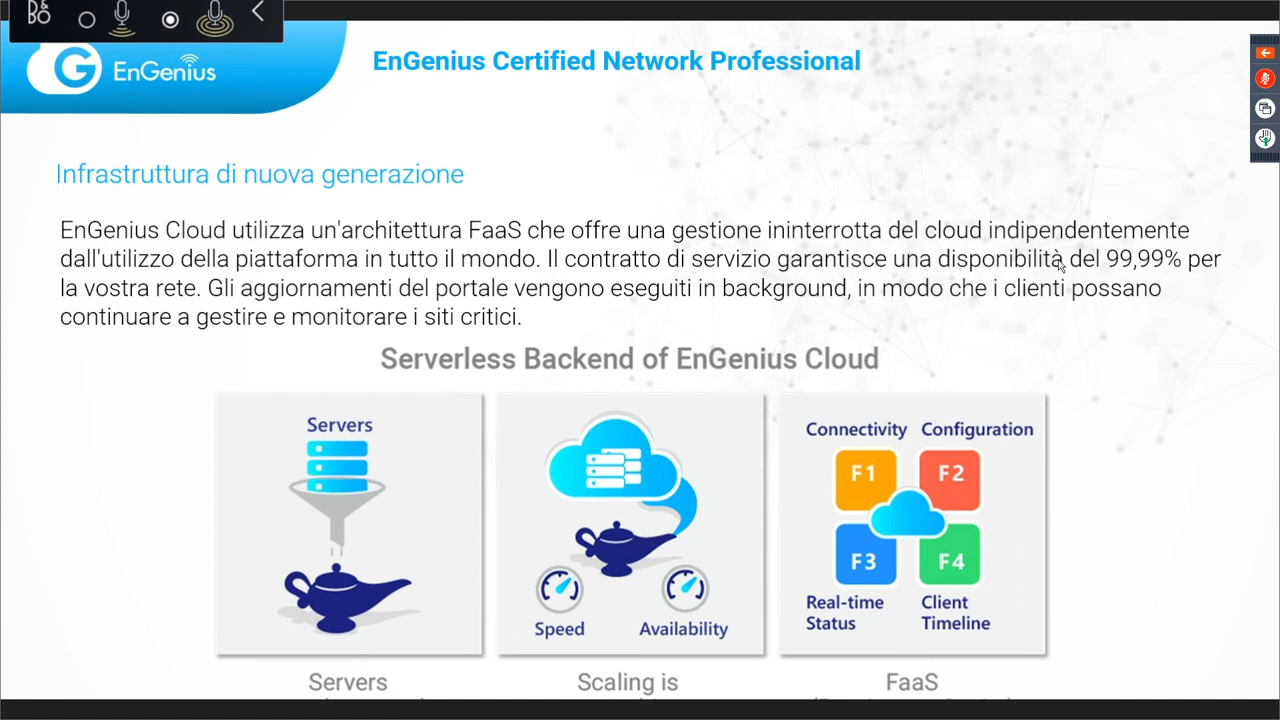 EnGenius
EnGenius Certified Network Professional
Infrastruttura di nuova generazione
EnGenius Cloud utilizza un'architettura FaaS che offre una gestione ininterrotta del cloud indipendentemente
dall'utilizzo della piattaforma in tutto il mondo. Il contratto di servizio garantisce una disponibilità del 99,99% per
la vostra rete. Gli aggiornamenti del portale vengono eseguiti in background, in modo che i clienti possano
continuare a gestire e monitorare i siti critici.
Serverless Backend of EnGenius Cloud
Servers
Speed
Availability
Connectivity
Configuration
F1
F2
F3
F4
Real-time
Status
Client
Timeline
Servers
Scaling is
FaaS